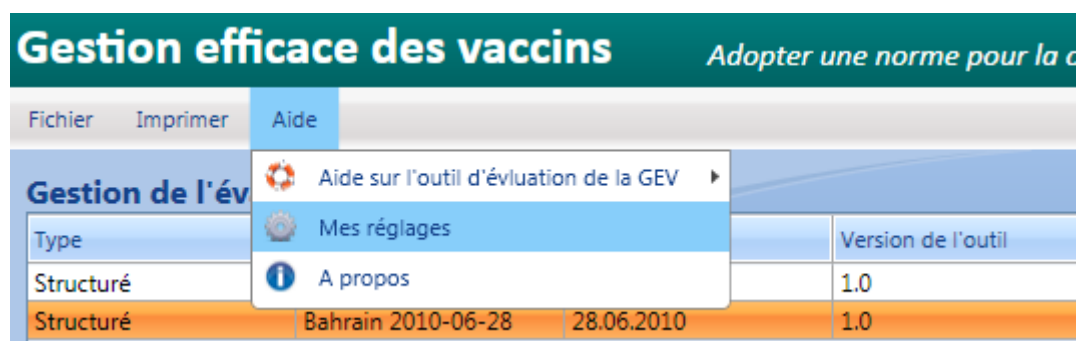 Gestion efficace des vaccins Adopter une norme pour la
Fichier Imprimer Aide
Aide sur l'outil d'évluation de la GEV
Gestion de l'év
Mes réglages
Type Version de l'outil
A propos
Structuré 1.0
Structuré Bahrain 2010-06-28 28.06.2010 1.0